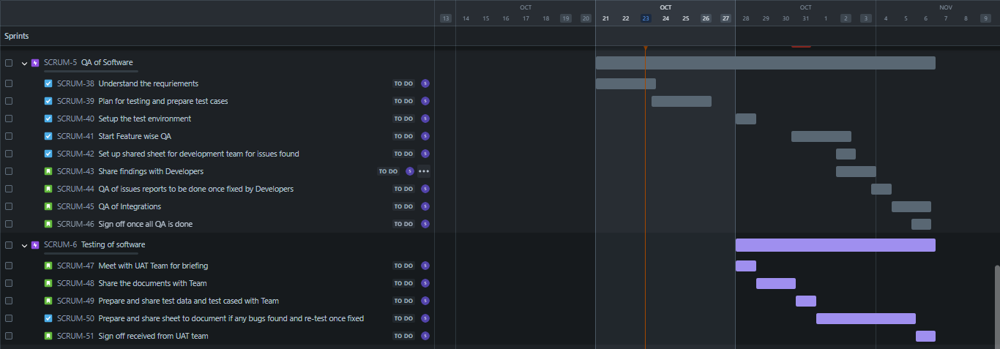 OCT OCT OCT NOV
13 14 15 16 17 18 19 20 21 22 23 24 25 26 27 28 29 30 31 1 2 3 4 5 6 7 8 9
Sprints
SCRUM-5 QA of Software
SCRUM-38 Understand the requriements TO DO S
SCRUM-39 Plan for testing and prepare test cases TO DO S
SCRUM-40 Setup the test environment TO DO S
SCRUM-41 Start Feature wise QA TO DO S
SCRUM-42 Set up shared sheet for development team for issues found TO DO S
SCRUM-43 Share findings with Developers TO DO S
SCRUM-44 QA of issues reports to be done once fixed by Developers TO DO S
SCRUM-45 QA of Integrations TO DO S
SCRUM-46 Sign off once all QA is done TO DO S
SCRUM-6 Testing of software
SCRUM-47 Meet with UAT Team for briefing TO DO S
SCRUM-48 Share the documents with Team TO DO S
SCRUM-49 Prepare and share test data and test cased with Team TO DO S
SCRUM-50 Prepare and share sheet to document if any bugs found and re-test once fixed TO DO S
SCRUM-51 Sign off received from UAT team TO DO S